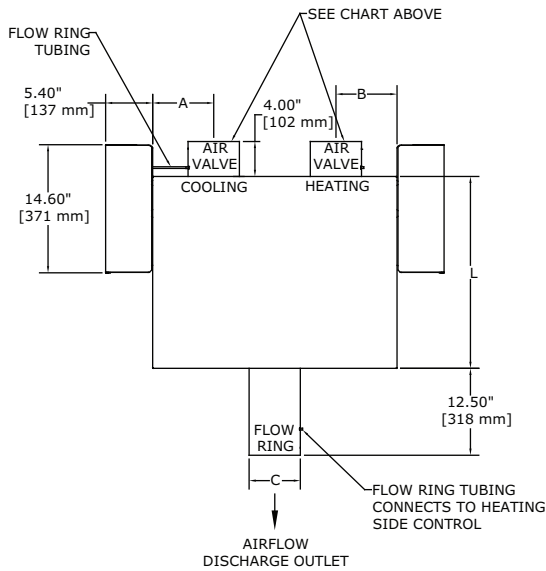 SEE CHART ABOVE
FLOW RING
TUBING
5.40"
[137 mm]
A
4.00"
[102 mm]
B
AIR
VALVE
AIR
VALVE
COOLING
HEATING
14.60"
[371 mm]
L
12.50"
[318 mm]
FLOW
RING
C
FLOW RING TUBING
CONNECTS TO HEATING
SIDE CONTROL
AIRFLOW
DISCHARGE OUTLET